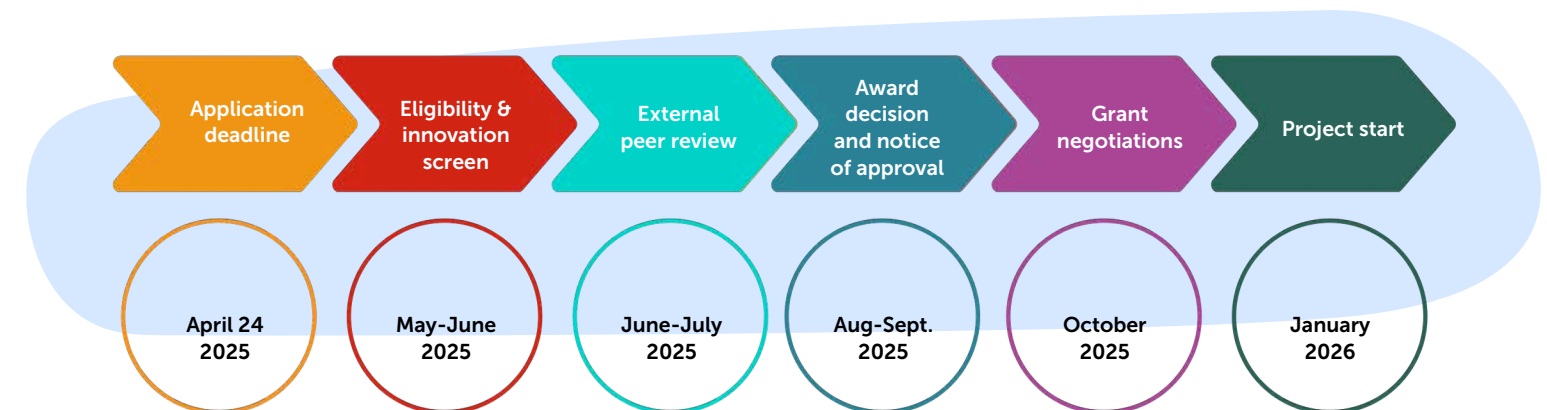 Application
deadline
Eligibility &
innovation
screen
External
peer review
Award
decision
and notice
of approval
Grant
negotiations
Project start
April 24
2025
May-June
2025
June-July
2025
Aug-Sept.
2025
October
2025
January
2026